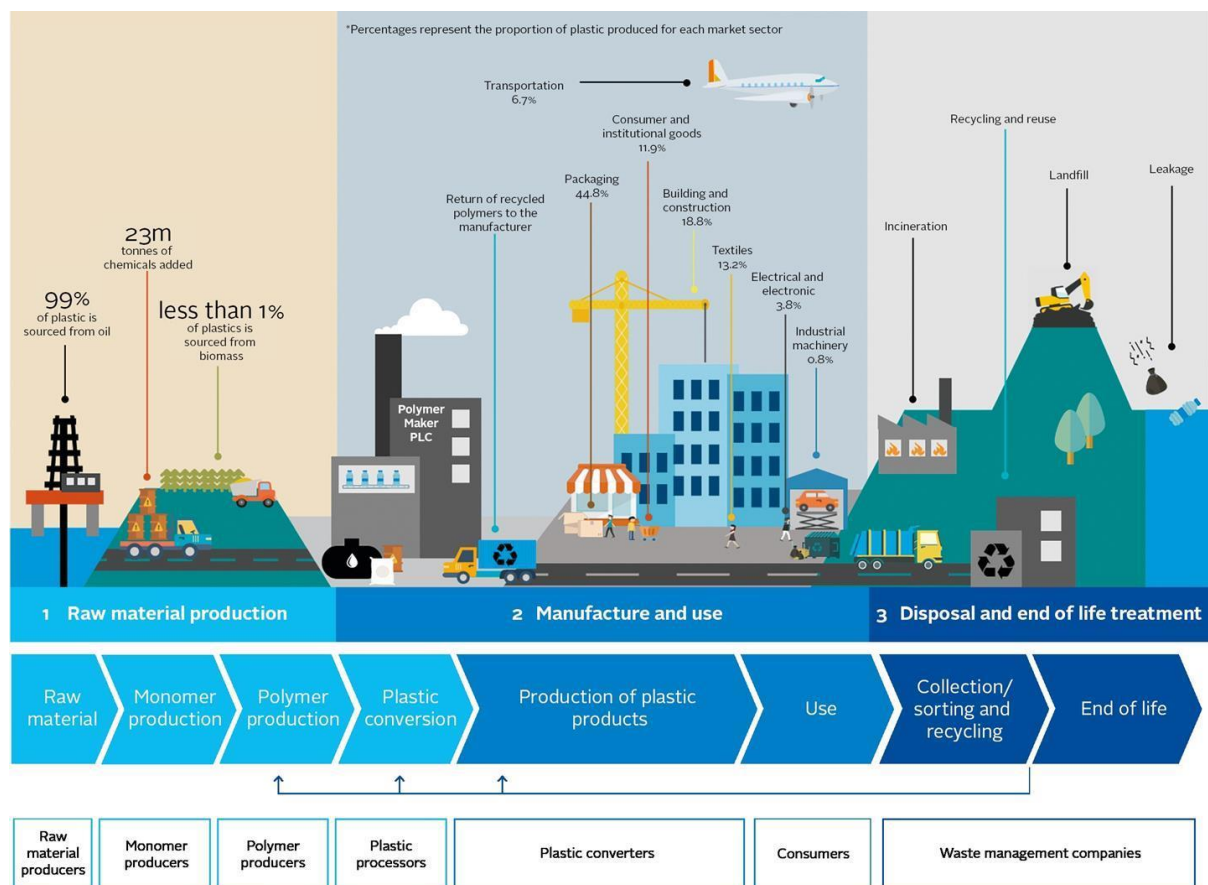 *Percentages represent the proportion of plastic produced for each market sector
Transportation
6.7%
Consumer and
institutional goods
11.9%
Recycling and reuse
Packaging
44.8%
Landfill
Leakage
Return of recycled
polymers to the
manufacturer
Building and
construction
18.8%
Incineration
23m
tonnes of
chemicals added
Textiles
13.2%
Electrical and
electronic
3.8%
99%
of plastic is
sourced from oil
less than 1%
of plastics is
sourced from
biomass
Industrial
machinery
0.8%
Polymer
Maker
PLC
1 Raw material production
2 Manufacture and use
3 Disposal and end of life treatment
Raw
material
Monomer
production
Polymer
production
Plastic
conversion
Production of plastic
products
Use
Collection/
sorting and
recycling
End of life
Raw
material
producers
Monomer
producers
Polymer
producers
Plastic
processors
Plastic converters
Consumers
Waste management companies